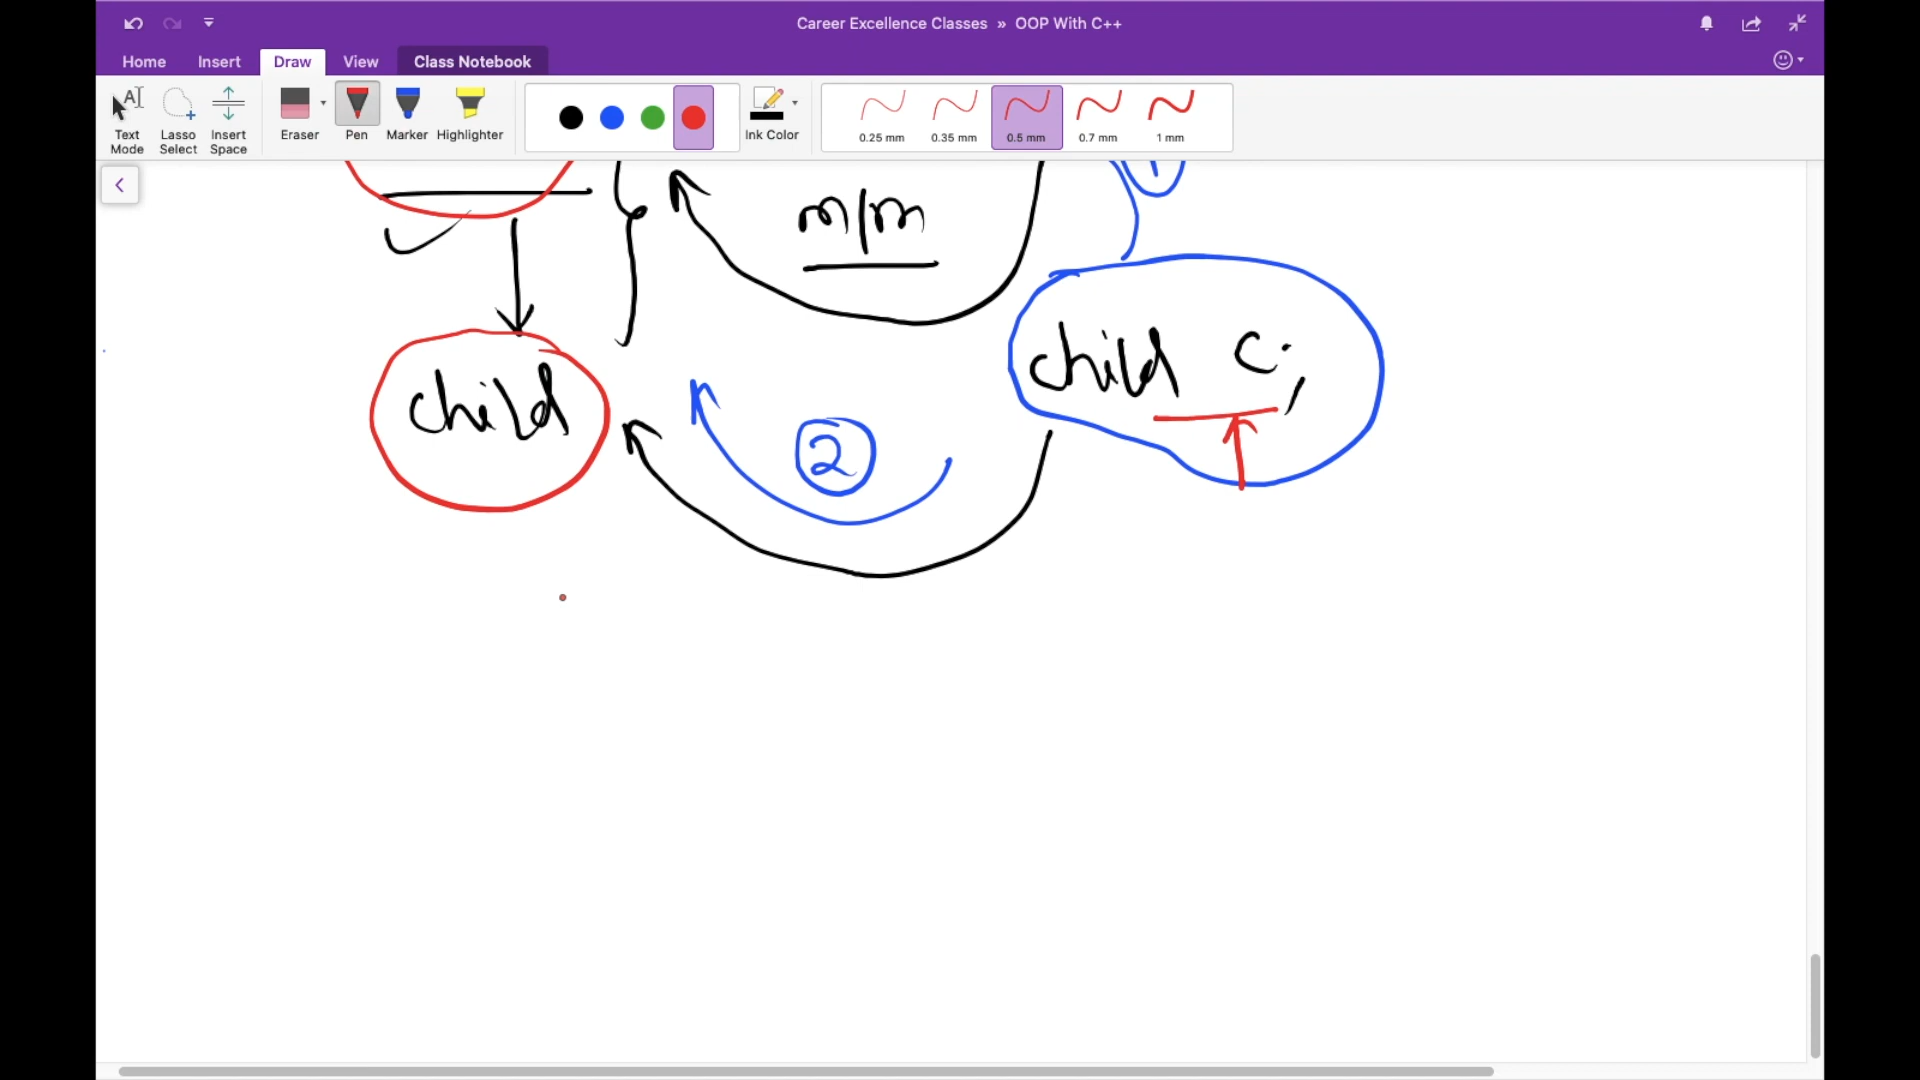 Career Excellence Classes » OOP With C++
Home Insert Draw View Class Notebook
Text Mode
Lasso Select
Insert Space
Eraser
Pen
Marker
Highlighter
Ink Color
0.25 mm
0.35 mm
0.5 mm
0.7 mm
1 mm
m/m
child c;
child
2